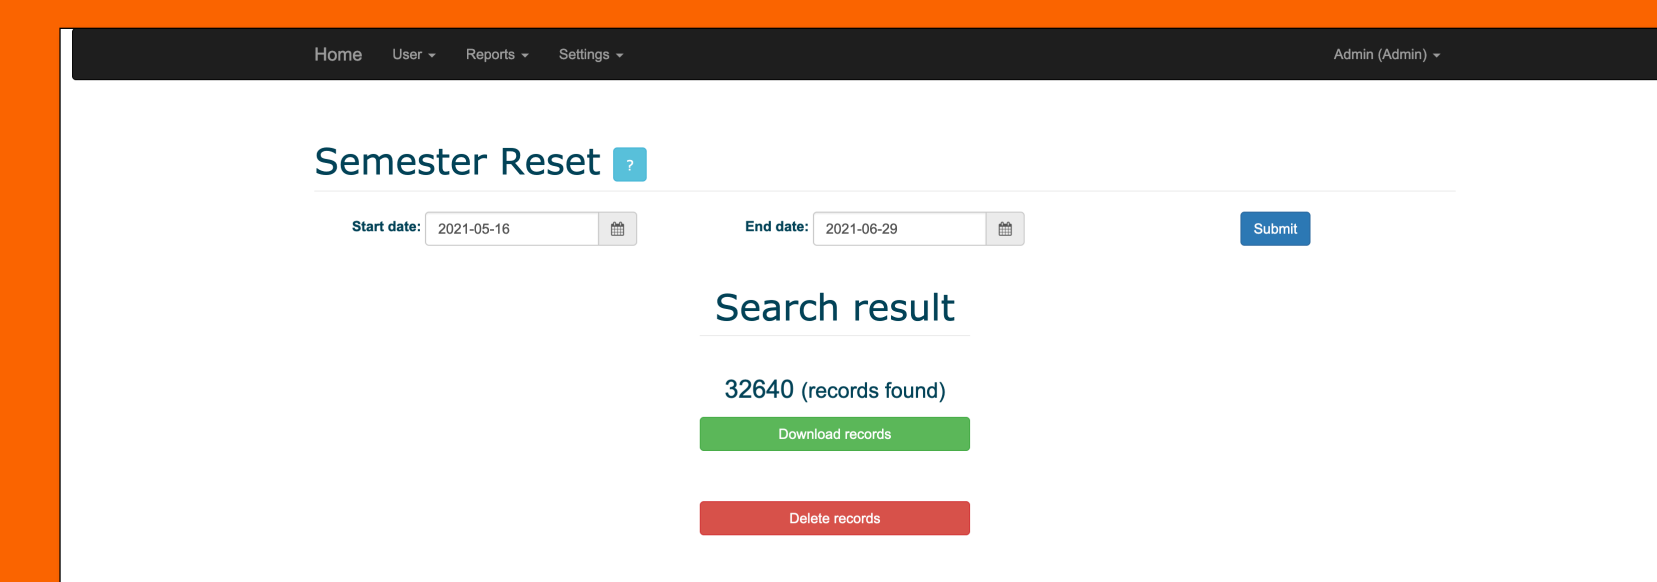 Home User Reports Settings Admin (Admin)
Semester Reset ?
Start date: 2021-05-16 End date: 2021-06-29 Submit
Search result
32640 (records found)
Download records
Delete records